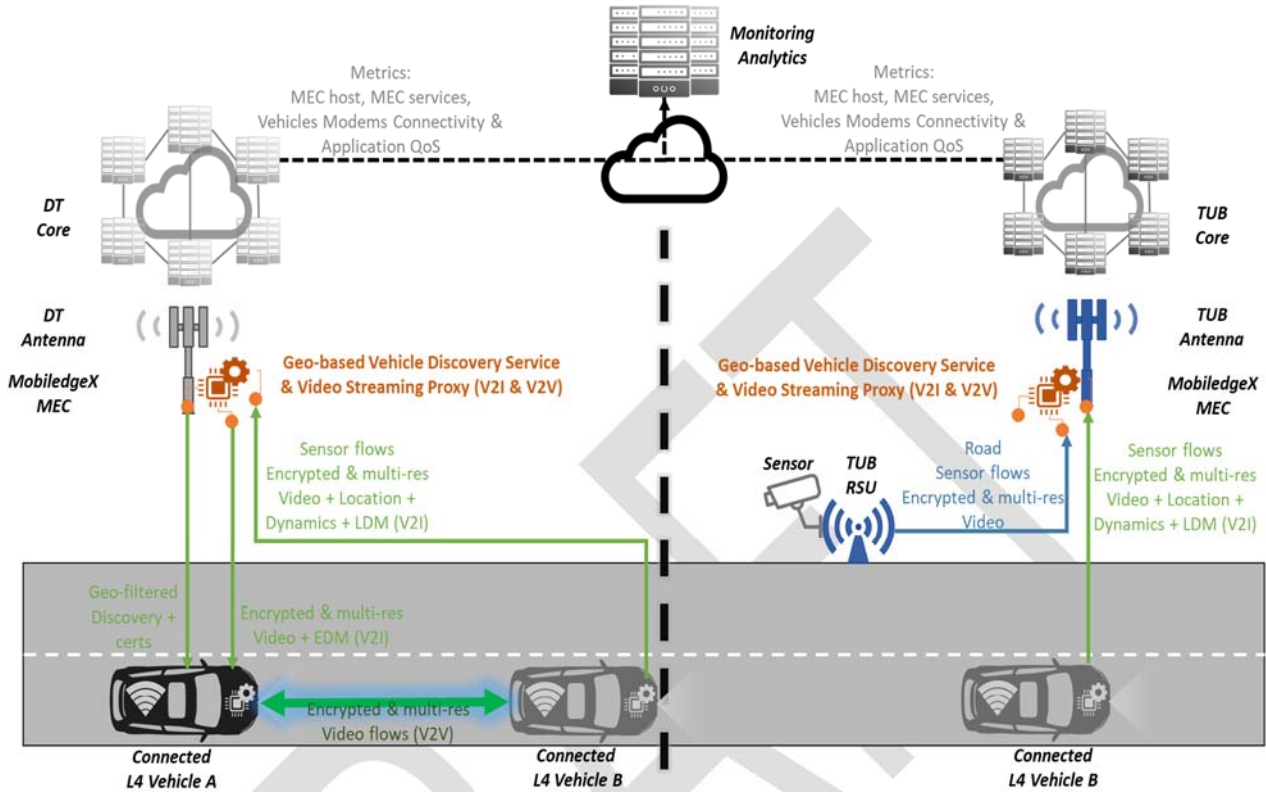 Monitoring
Analytics
Metrics:
MEC host, MEC services,
Vehicles Modems Connectivity &
Application QoS
Metrics:
MEC host, MEC services,
Vehicles Modems Connectivity &
Application QoS
DT
Core
TUB
Core
DT
Antenna
MobiledgeX
MEC
Geo-based Vehicle Discovery Service
& Video Streaming Proxy (V2I & V2V)
Geo-based Vehicle Discovery Service
& Video Streaming Proxy (V2I & V2V)
TUB
Antenna
MobiledgeX
MEC
Sensor flows
Encrypted & multi-res
Video + Location +
Dynamics + LDM (V2I)
Sensor
TUB
RSU
Road
Sensor flows
Encrypted & multi-res
Video
Sensor flows
Encrypted & multi-res
Video + Location +
Dynamics + LDM (V2I)
Geo-filtered
Discovery +
certs
Encrypted & multi-res
Video + EDM (V2I)
Encrypted & multi-res
Video flows (V2V)
Connected
L4 Vehicle A
Connected
L4 Vehicle B
Connected
L4 Vehicle B